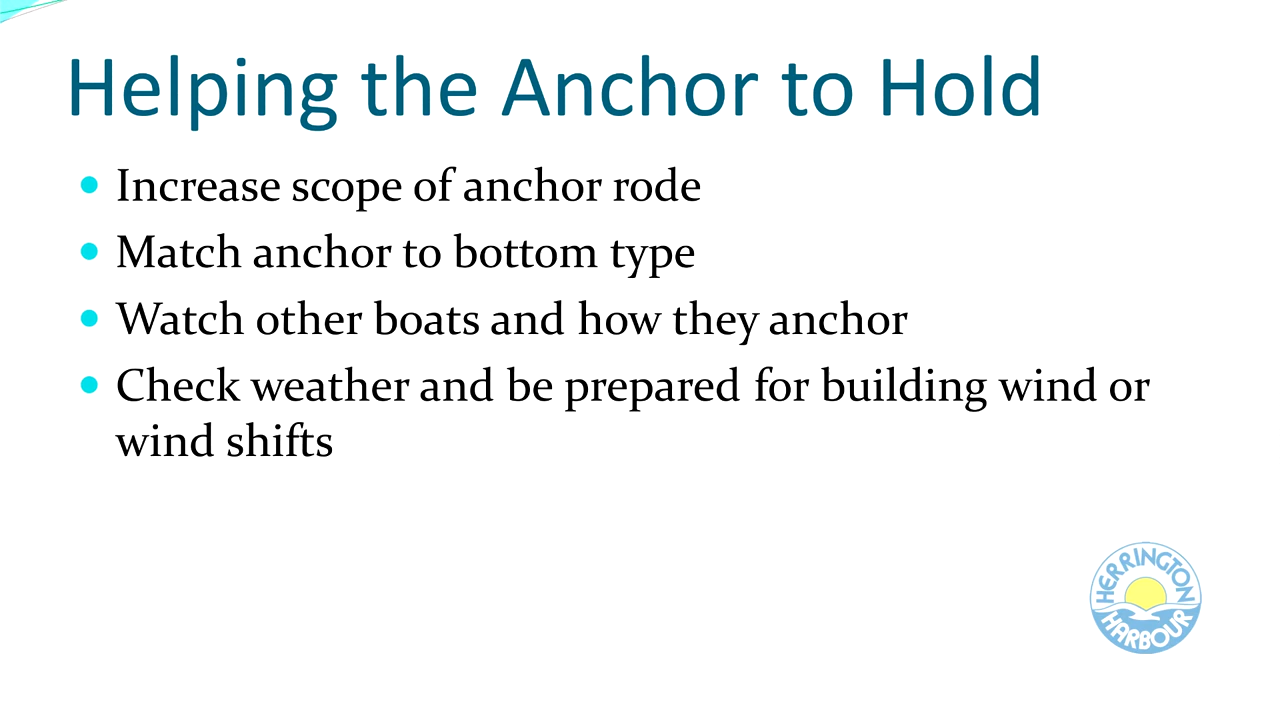 Helping the Anchor to Hold
• Increase scope of anchor rode
• Match anchor to bottom type
• Watch other boats and how they anchor
• Check weather and be prepared for building wind or
wind shifts
HERRINGTON
HARBOUR